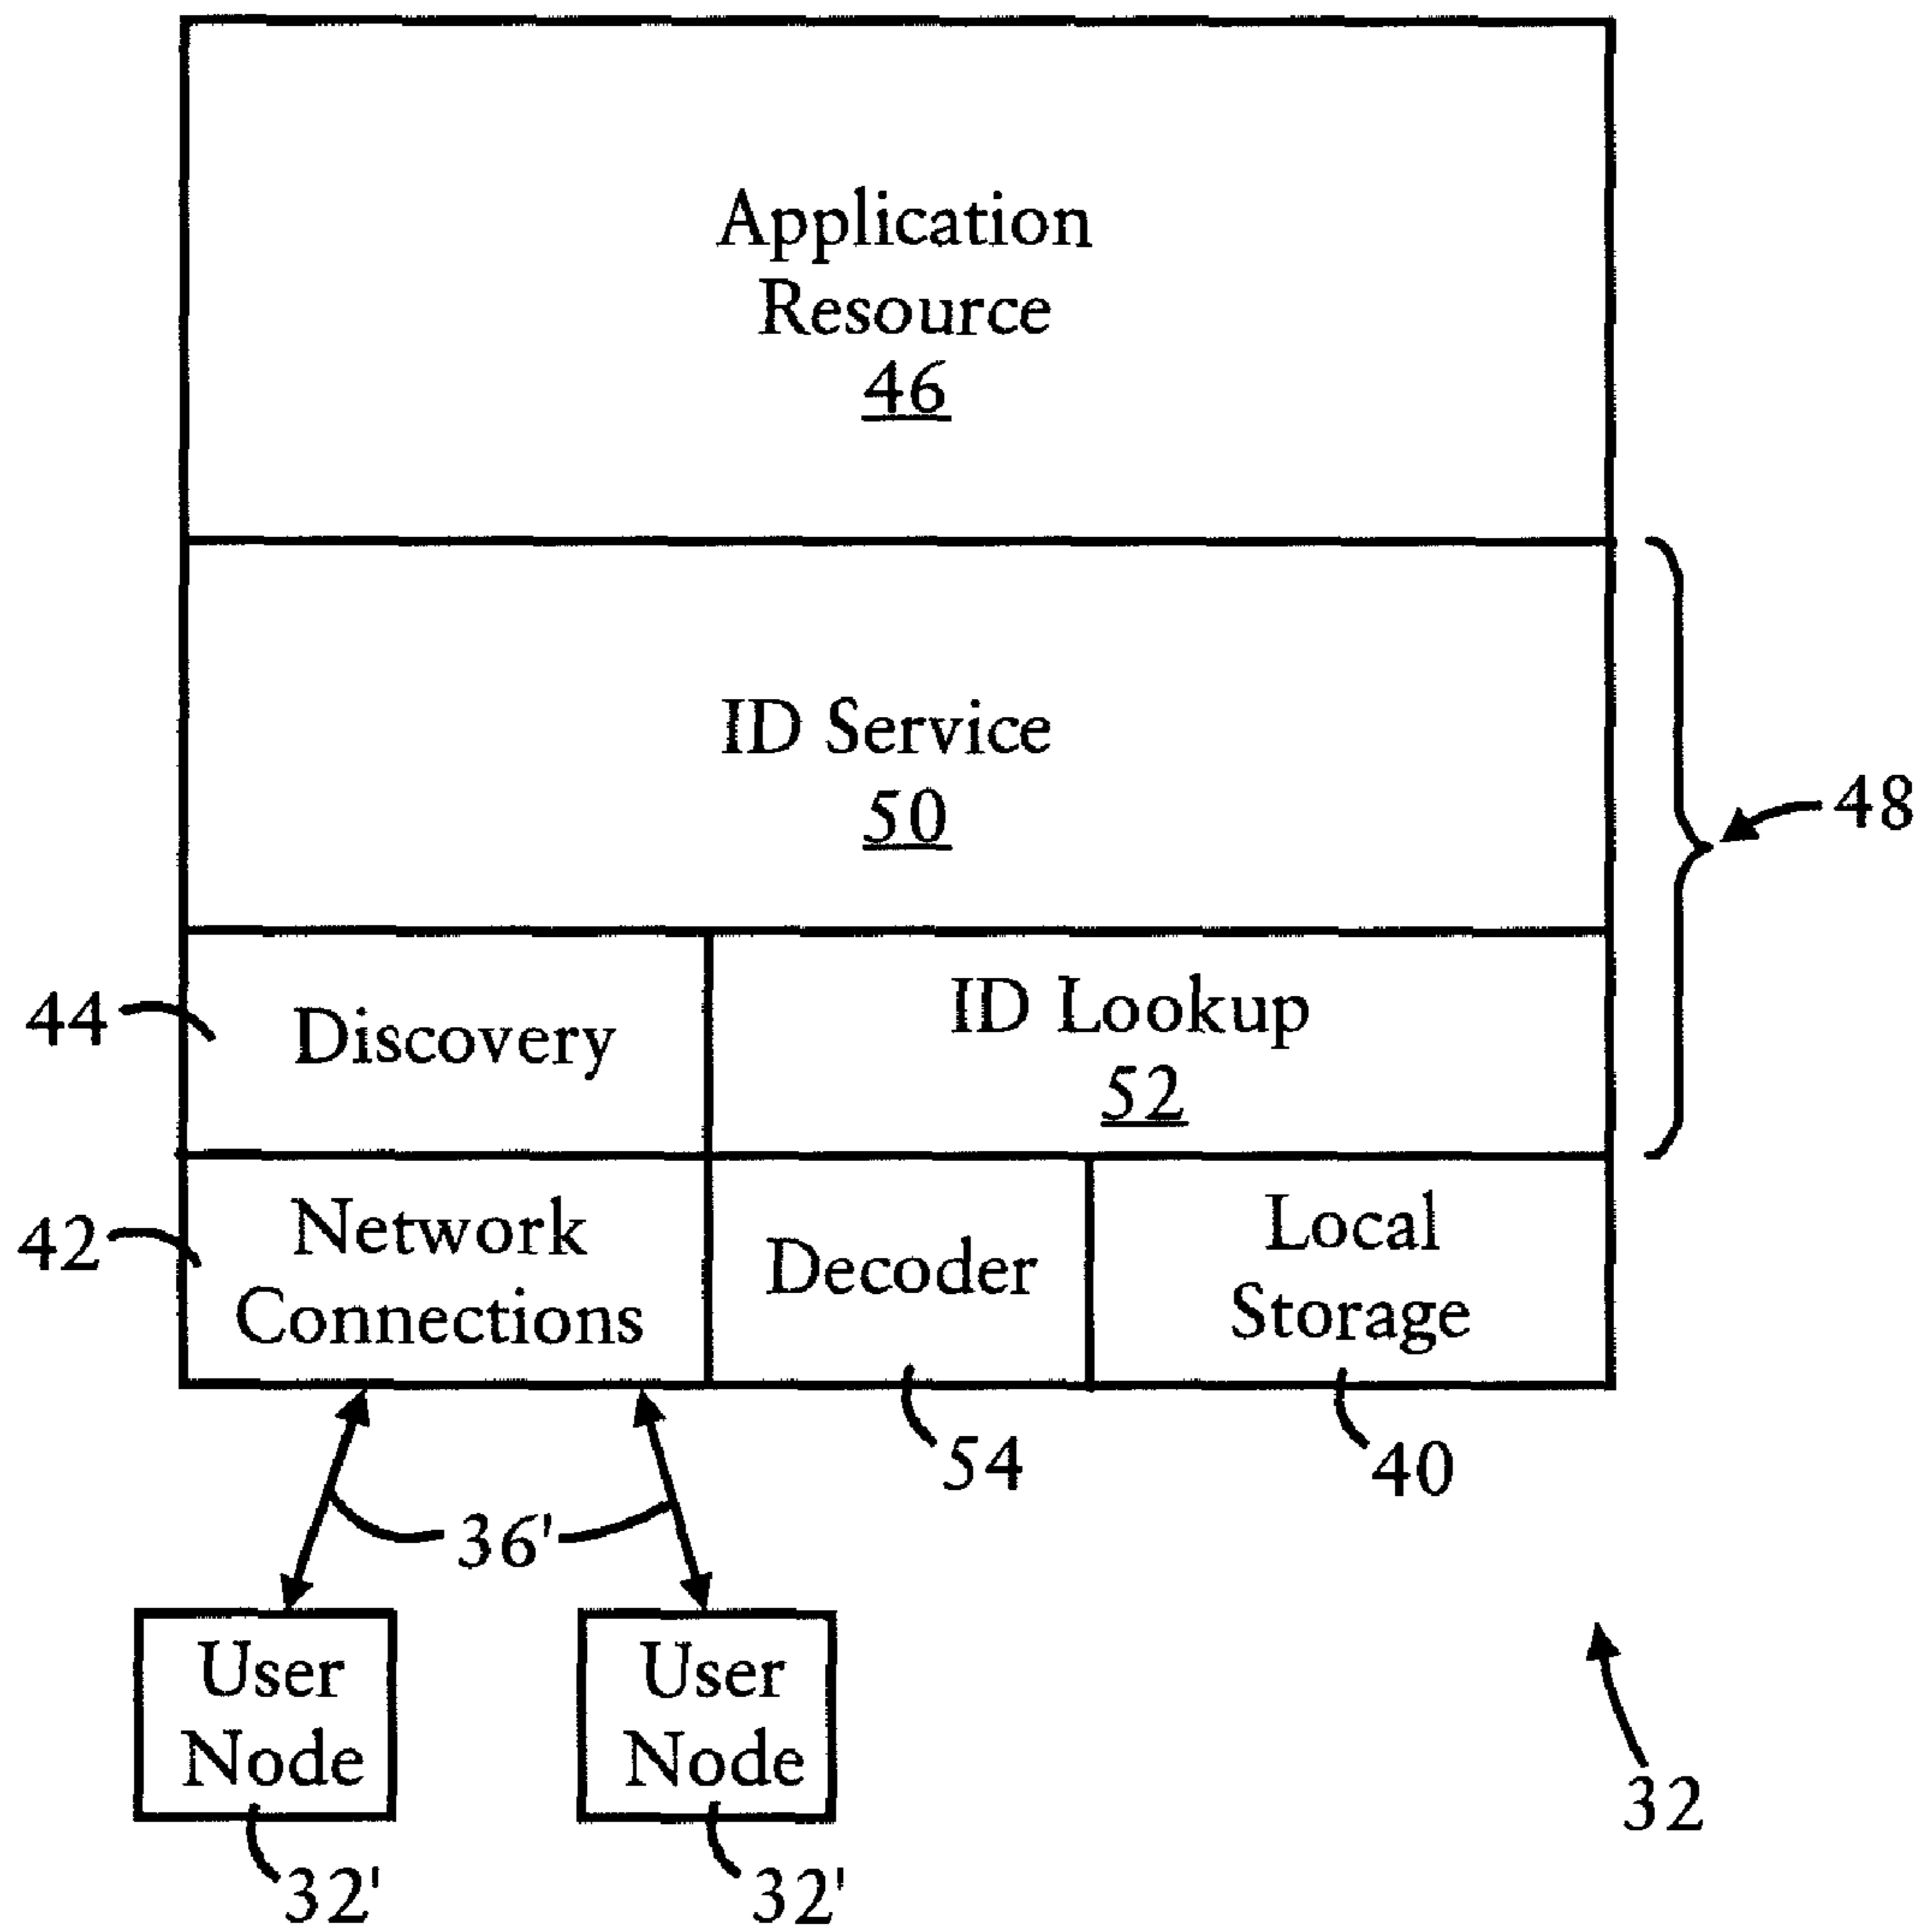 Application
Resource
46
ID Service
50
48
44
Discovery
ID Lookup
52
42
Network
Connections
Decoder
Local
Storage
54
40
36'
User
Node
User
Node
32
32'
32'